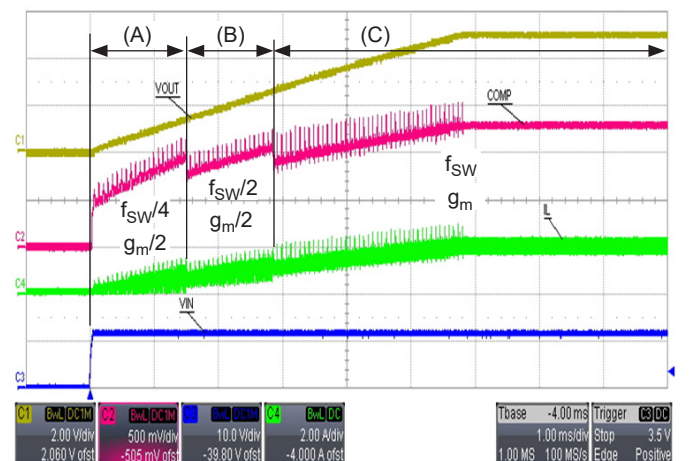 (A) (B) (C)
VOUT
COMP
C1
fSW/4
gm/2
fSW/2
gm/2
fSW
gm
C2
IL
C4
VIN
C3
C1 BwL DC1M
2.00 V/div
2.060 V ofst
C2 BwL DC1M
500 mV/div
-505 mV ofst
BwL DC1M
10.0 V/div
-39.80 V ofst
C4 BwL DC
2.00 A/div
-4.000 A ofst
Tbase -4.00 ms
1.00 ms/div
1.00 MS 100 MS/s
Trigger C3 DC
Stop 3.5 V
Edge Positive